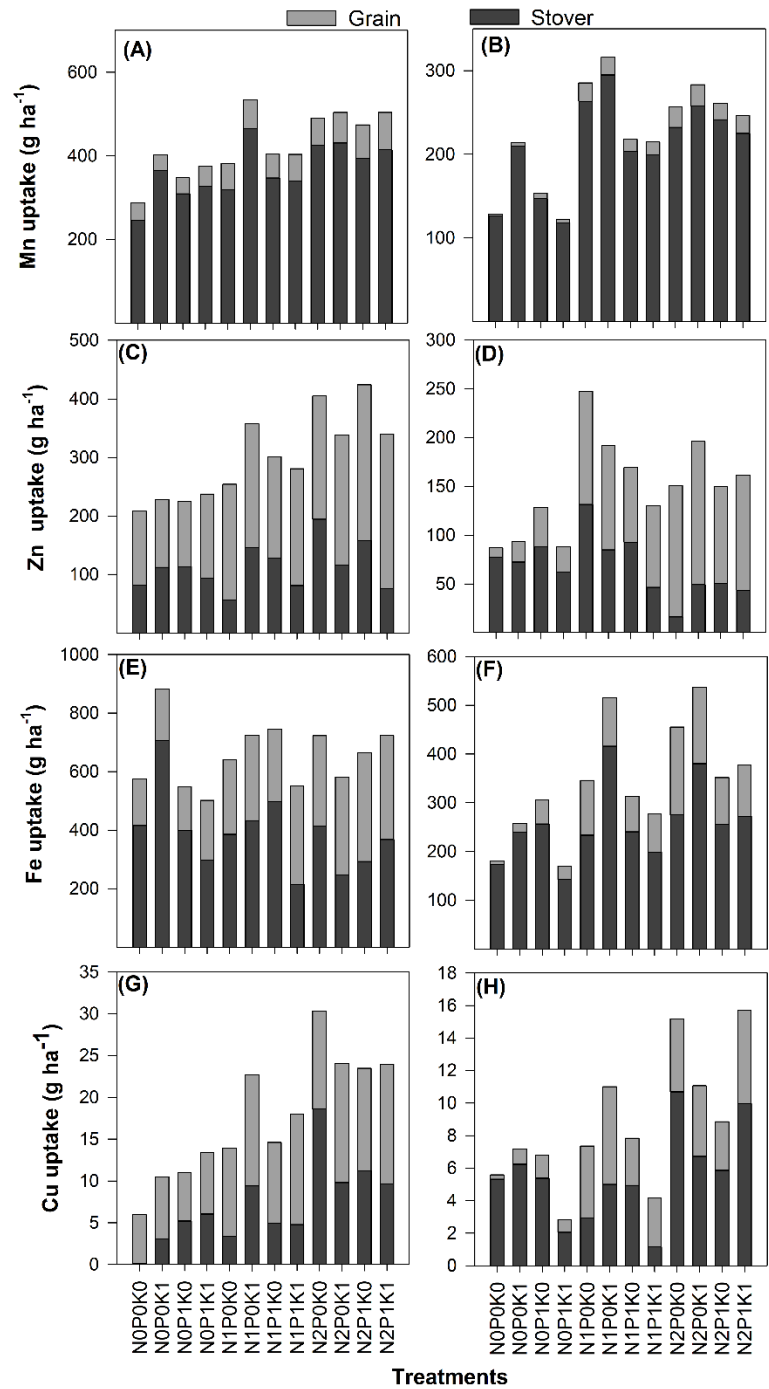 Grain Stover
(A) (B)
Mn uptake (g ha⁻¹)
600
400
200
300
200
100
(C) (D)
Zn uptake (g ha⁻¹)
500
400
300
200
100
300
250
200
150
100
50
(E) (F)
Fe uptake (g ha⁻¹)
1000
800
600
400
200
600
500
400
300
200
100
(G) (H)
Cu uptake (g ha⁻¹)
35
30
25
20
15
10
5
0
18
16
14
12
10
8
6
4
2
0
N0P0K0
N0P0K1
N0P1K0
N0P1K1
N1P0K0
N1P0K1
N1P1K0
N1P1K1
N2P0K0
N2P0K1
N2P1K0
N2P1K1
N0P0K0
N0P0K1
N0P1K0
N0P1K1
N1P0K0
N1P0K1
N1P1K0
N1P1K1
N2P0K0
N2P0K1
N2P1K0
N2P1K1
Treatments